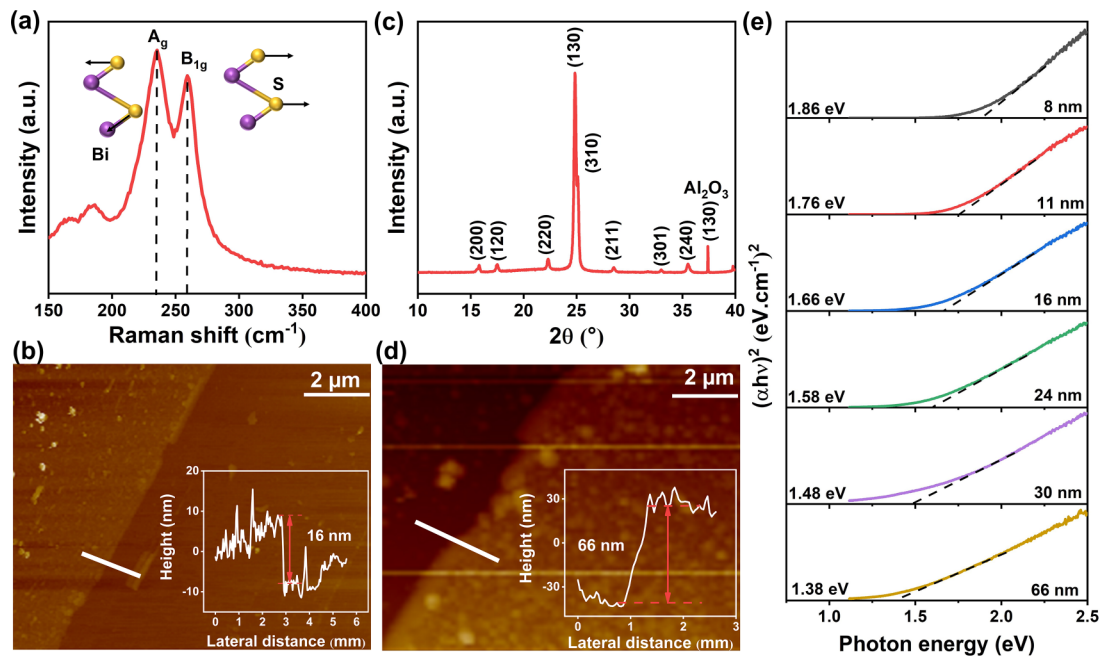 (a)
A_g
B_1g
S
Bi
Intensity (a.u.)
150 200 250 300 350 400
Raman shift (cm⁻¹)
(c)
(130)
(310)
Al₂O₃
(200)
(120)
(220)
(211)
(301)
(240)
(130)
Intensity (a.u.)
10 15 20 25 30 35 40
2θ (°)
(b)
2 μm
20
10
0
-10
Height (nm)
16 nm
0 1 2 3 4 5 6
Lateral distance (mm)
(d)
2 μm
30
0
-30
Height (nm)
66 nm
0 1 2 3
Lateral distance (mm)
(e)
(αhν)² (eV.cm⁻¹)²
1.86 eV 8 nm
1.76 eV 11 nm
1.66 eV 16 nm
1.58 eV 24 nm
1.48 eV 30 nm
1.38 eV 66 nm
1.0 1.5 2.0 2.5
Photon energy (eV)